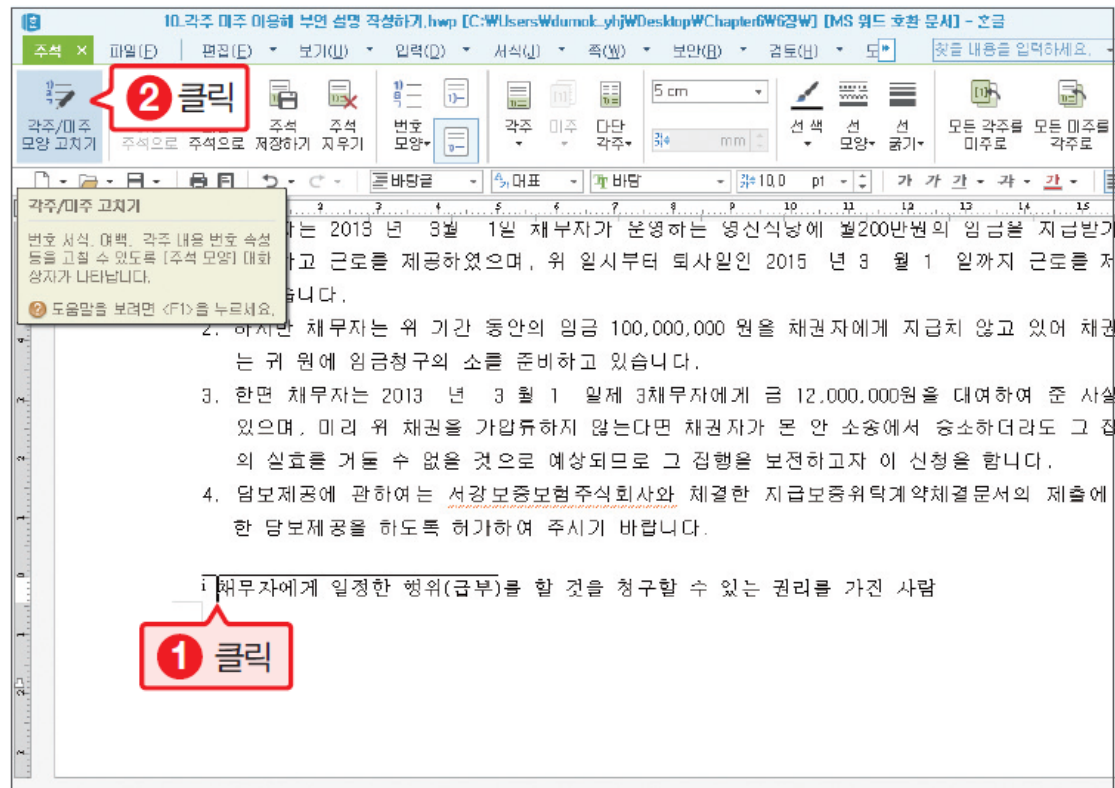 10.각주 미주 이용해 부연 설명 작성하기.hwp [C:₩Users₩dumok_yhj₩Desktop₩Chapter6₩6장₩] [MS 워드 호환 문서] - 흔글
주석 × 파일(F) 편집(E) 보기(U) 입력(D) 서식(J) 쪽(W) 보안(B) 검토(H) 도 찾을 내용을 입력하세요.
2 클릭
5 cm
mm
각주/미주 모양 고치기
주석으로 주석으로
주석 저장하기
주석 지우기
번호 모양
각주
미주
다단 각주
선 색
선 모양
선 굵기
모든 각주를 미주로
모든 미주를 각주로
바탕글 대표 바탕 10,0 pt 가 가 가 가 가
각주/미주 고치기
번호 서식, 여백, 각주 내용 번호 속성
등을 고칠 수 있도록 [주석 모양] 대화
상자가 나타납니다.
도움말을 보려면 <F1>을 누르세요.
2 3 4 5 6 7 8 9 10 11 12 13 14 15
는 2013 년 3월 1일 채무자가 운영하는 영신식당에 월200만원의 임금을 지급받기
하고 근로를 제공하였으며, 위 일시부터 퇴사일인 2015 년 3 월 1 일까지 근로를 제
습니다.
2. 하지만 채무자는 위 기간 동안의 임금 100,000,000 원을 채권자에게 지급치 않고 있어 채권
는 귀 원에 임금청구의 소를 준비하고 있습니다.
3. 한편 채무자는 2013 년 3 월 1 일제 3채무자에게 금 12,000,000원을 대여하여 준 사실
있으며, 미리 위 채권을 가압류하지 않는다면 채권자가 본 안 소송에서 승소하더라도 그 집
의 실효를 거둘 수 없을 것으로 예상되므로 그 집행을 보전하고자 이 신청을 합니다.
4. 담보제공에 관하여는 서강보증보험주식회사와 체결한 지급보증위탁계약체결문서의 제출에
한 담보제공을 하도록 허가하여 주시기 바랍니다.
i 채무자에게 일정한 행위(급부)를 할 것을 청구할 수 있는 권리를 가진 사람
1 클릭